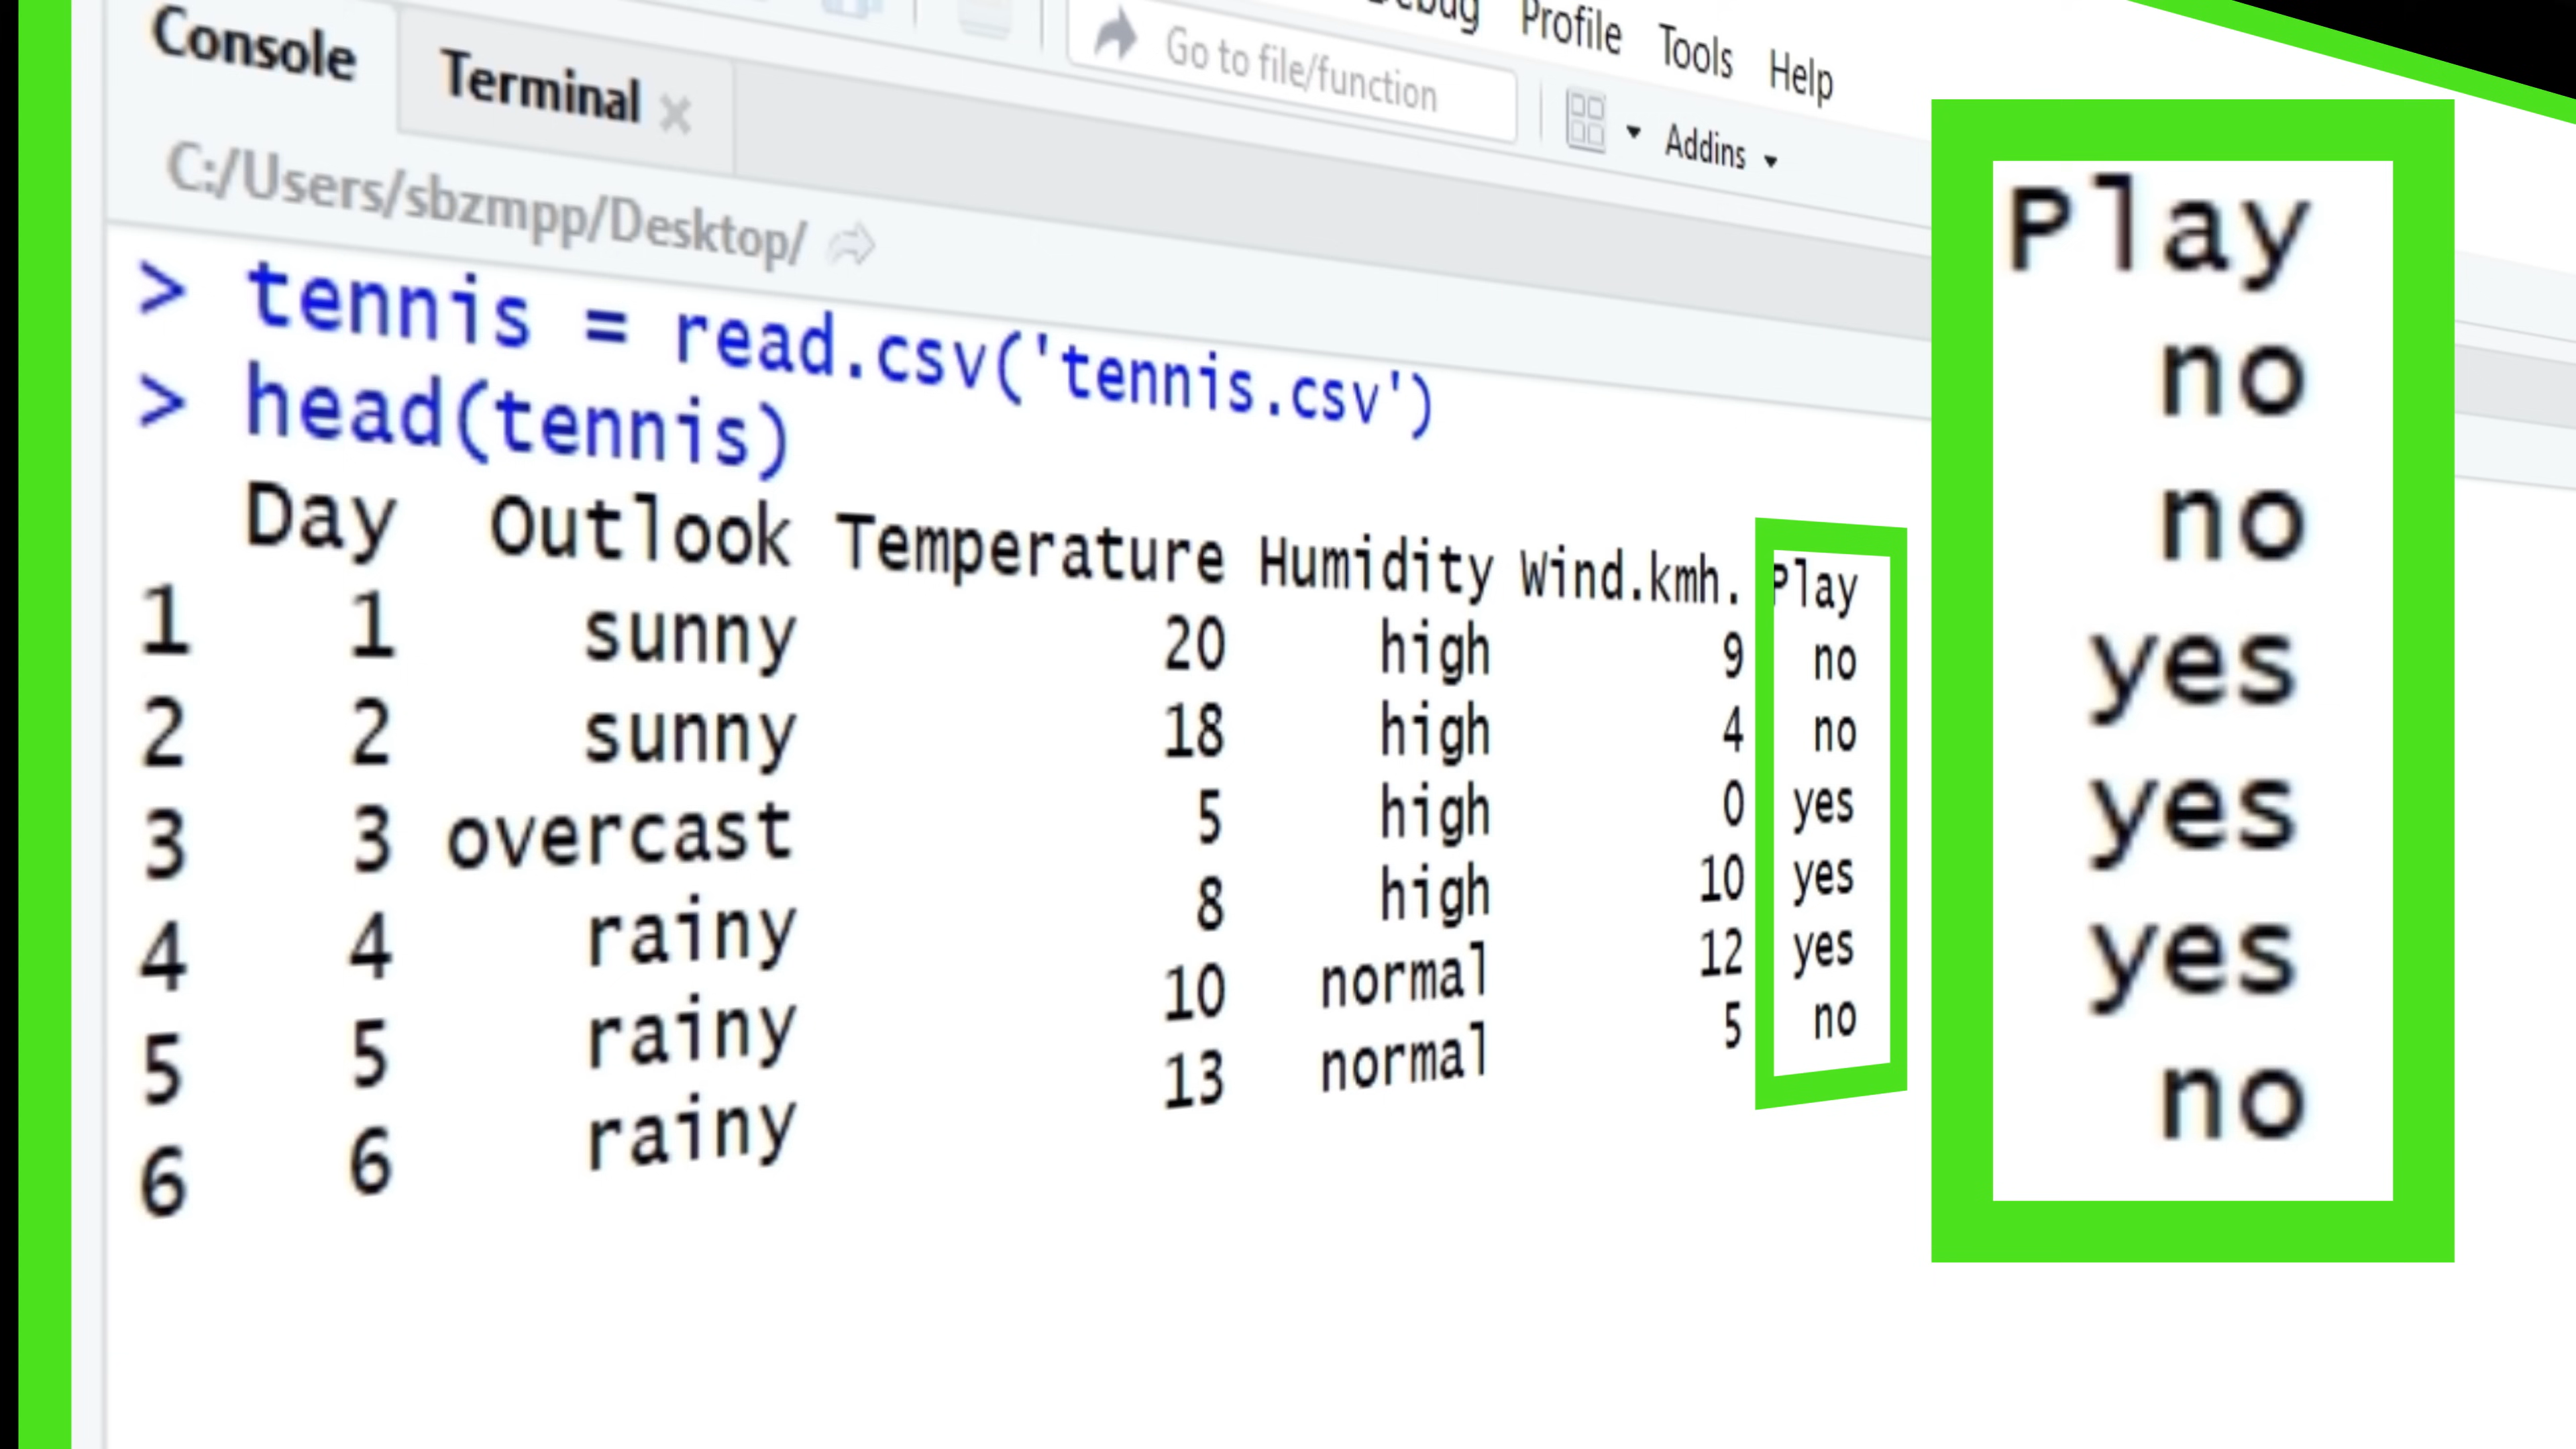 Debug Profile Tools Help
Go to file/function Addins
Console Terminal
C:/Users/sbzmpp/Desktop/
> tennis = read.csv('tennis.csv')
> head(tennis)
Day Outlook Temperature Humidity Wind.kmh. Play
1 1 sunny 20 high 9 no
2 2 sunny 18 high 4 no
3 3 overcast 5 high 0 yes
4 4 rainy 8 high 10 yes
5 5 rainy 10 normal 12 yes
6 6 rainy 13 normal 5 no
Play
no
no
yes
yes
yes
no